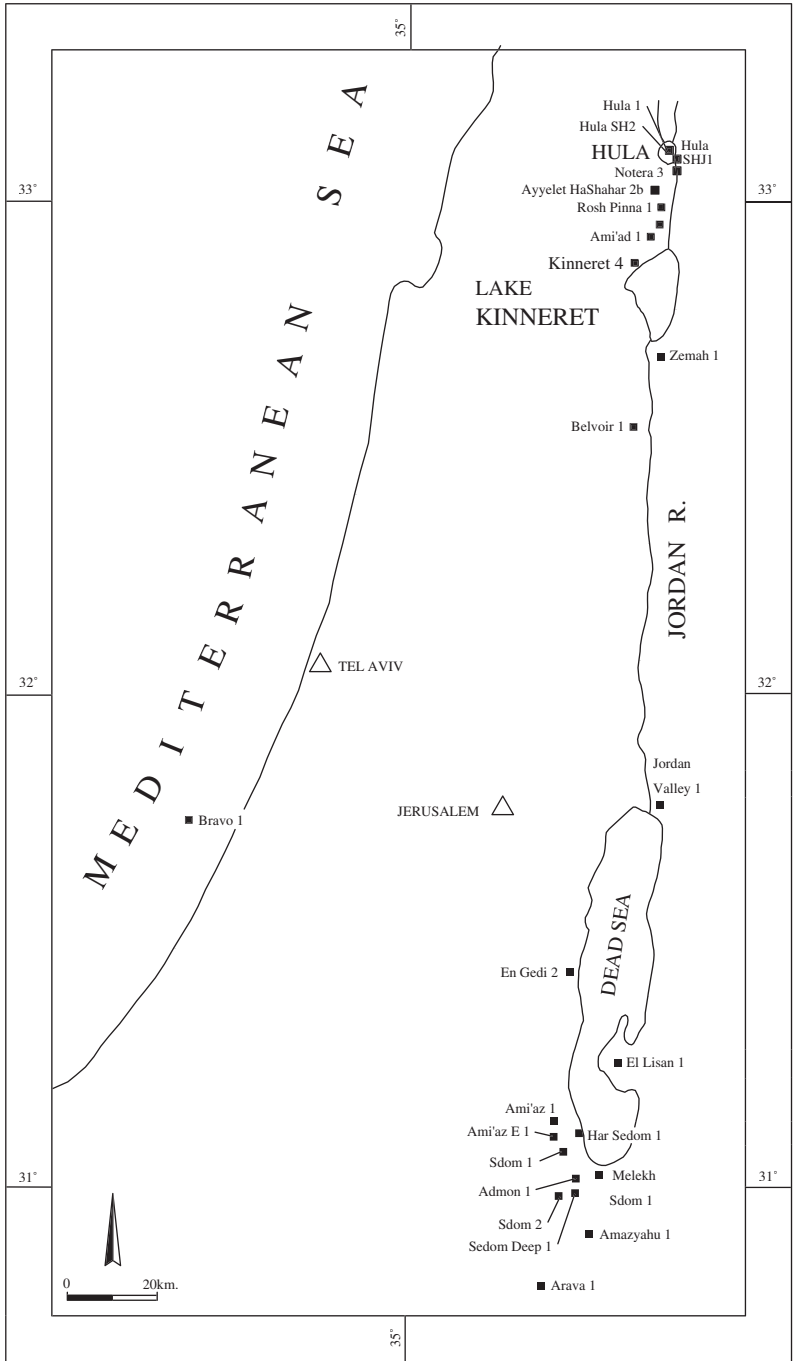 35°
MEDITERRANEAN SEA
Hula 1
Hula SH2
HULA
Hula
SHJ1
Notera 3
33°
33°
Ayyelet HaShahar 2b
Rosh Pinna 1
Ami'ad 1
Kinneret 4
LAKE
KINNERET
Zemah 1
Belvoir 1
JORDAN R.
TEL AVIV
32°
32°
Jordan
Valley 1
JERUSALEM
Bravo 1
DEAD SEA
En Gedi 2
El Lisan 1
Ami'az 1
Ami'az E 1
Har Sedom 1
Sdom 1
31°
31°
Melekh
Sdom 1
Admon 1
Sdom 2
Sedom Deep 1
Amazyahu 1
Arava 1
0 20km.
35°